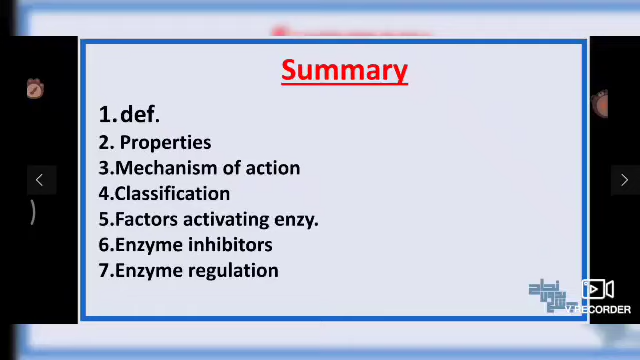 Summary
1.def.
2. Properties
3.Mechanism of action
4.Classification
5.Factors activating enzy.
6.Enzyme inhibitors
7.Enzyme regulation